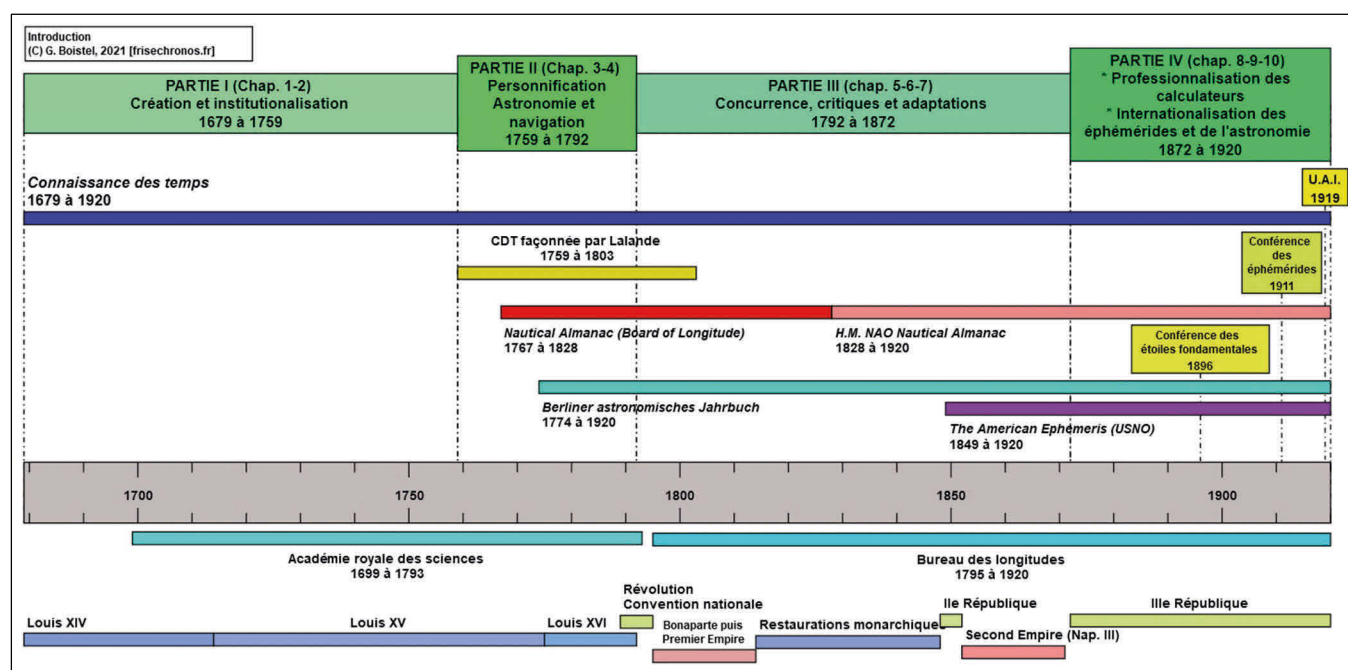 Introduction
(C) G. Boistel, 2021 [frisechronos.fr]
PARTIE I (Chap. 1-2)
Création et institutionalisation
1679 à 1759
PARTIE II (Chap. 3-4)
Personnification
Astronomie et
navigation
1759 à 1792
PARTIE III (chap. 5-6-7)
Concurrence, critiques et adaptations
1792 à 1872
PARTIE IV (chap. 8-9-10)
* Professionnalisation des
calculateurs
* Internationalisation des
éphémérides et de l'astronomie
1872 à 1920
Connaissance des temps
1679 à 1920
U.A.I.
1919
CDT façonnée par Lalande
1759 à 1803
Conférence
des
éphémérides
1911
Nautical Almanac (Board of Longitude)
1767 à 1828
H.M. NAO Nautical Almanac
1828 à 1920
Conférence des
étoiles fondamentales
1896
Berliner astronomisches Jahrbuch
1774 à 1920
The American Ephemeris (USNO)
1849 à 1920
1700 1750 1800 1850 1900
Académie royale des sciences
1699 à 1793
Bureau des longitudes
1795 à 1920
Révolution
Convention nationale
IIe République
IIIe République
Louis XIV
Louis XV
Louis XVI
Bonaparte puis
Premier Empire
Restaurations monarchiques
Second Empire (Nap. III)